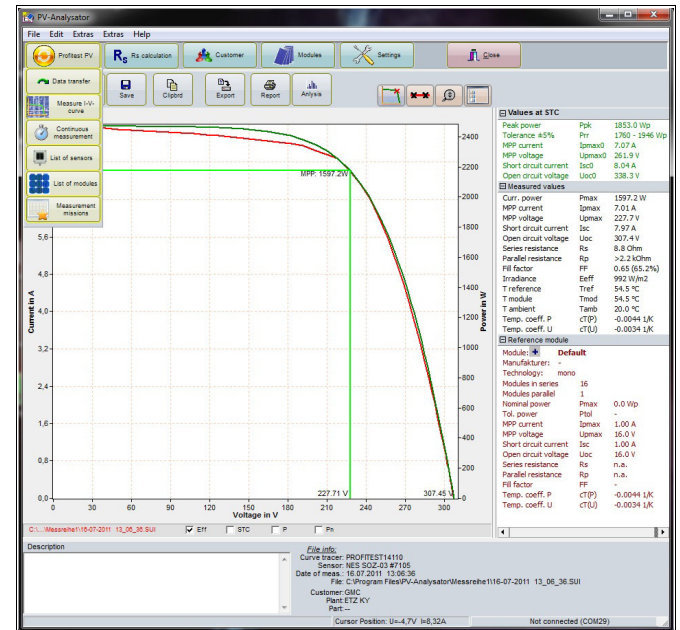 PV-Analysator
File Edit Extras Extras Help
Profitest PV
Rs Rs calculation
Customer
Modules
Settings
Close
Data transfer
Measure I-V-
curve
Continuous
measurement
List of sensors
List of modules
Measurement
missions
Save
Clipbrd
Export
Report
Anlysis
MPP: 1597.2W
5,6
4,8
4,0
3,2
2,4
1,6
0,8
0,0
Current in A
2400
2200
2000
1800
1600
1400
1200
1000
800
600
400
200
0
Power in W
227.71 V
307.45 V
0 30 60 90 120 150 180 210 240 270 300
Voltage in V
C:\...\Messreihe1\16-07-2011 13_06_36.SUI
Eff
STC
P
Pn
Values at STC
Peak power Ppk 1853.0 Wp
Tolerance ±5% Prr 1760 - 1946 Wp
MPP current Ipmax0 7.07 A
MPP voltage Upmax0 261.9 V
Short circuit current Isc0 8.04 A
Open circuit voltage Uoc0 338.3 V
Measured values
Curr. power Pmax 1597.2 W
MPP current Ipmax 7.01 A
MPP voltage Upmax 227.7 V
Short circuit current Isc 7.97 A
Open circuit voltage Uoc 307.4 V
Series resistance Rs 8.8 Ohm
Parallel resistance Rp >2.2 kOhm
Fill factor FF 0.65 (65.2%)
Irradiance Eeff 992 W/m2
T reference Tref 54.5 °C
T module Tmod 54.5 °C
T ambient Tamb 20.0 °C
Temp. coeff. P cT(P) -0.0044 1/K
Temp. coeff. U cT(U) -0.0034 1/K
Reference module
Module: + Default
Manufakturer: -
Technology: mono
Modules in series 16
Modules parallel 1
Nominal power Pmax 0.0 Wp
Tol. power Ptol -
MPP current Ipmax 1.00 A
MPP voltage Upmax 16.0 V
Short circuit current Isc 1.00 A
Open circuit voltage Uoc 16.0 V
Series resistance Rs n.a.
Parallel resistance Rp n.a.
Fill factor FF -
Temp. coeff. P cT(P) -0.0044 1/K
Temp. coeff. U cT(U) -0.0034 1/K
Description
File info:
Curve tracer: PROFITEST14110
Sensor: NES SOZ-03 #7105
Date of meas.: 16.07.2011 13:06:36
File: C:\Program Files\PV-Analysator\Messreihe1\16-07-2011 13_06_36.SUI
Customer: GMC
Plant: ETZ KY
Part: --
Cursor Position: U=-4,7V I=8,32A
Not connected (COM29)